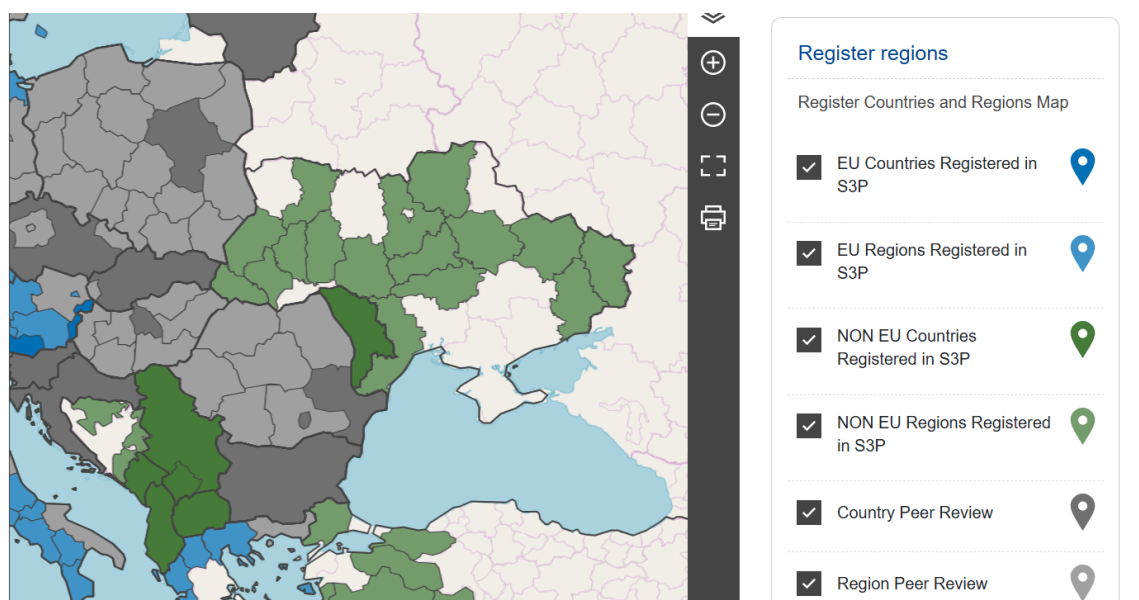 Register regions
Register Countries and Regions Map
EU Countries Registered in
S3P
EU Regions Registered in
S3P
NON EU Countries
Registered in S3P
NON EU Regions Registered
in S3P
Country Peer Review
Region Peer Review